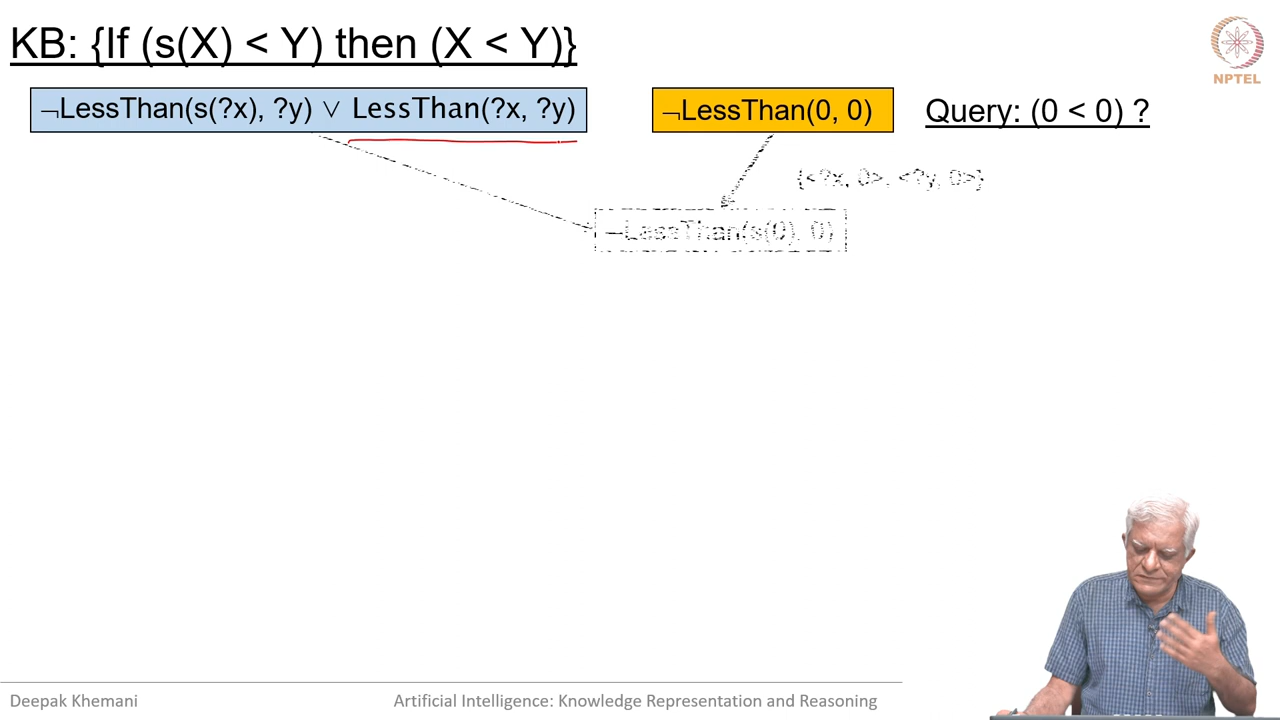 KB: {If (s(X) < Y) then (X < Y)}
NPTEL
¬LessThan(s(?x), ?y) ∨ LessThan(?x, ?y)
¬LessThan(0, 0)
Query: (0 < 0) ?
{<?x, 0>, <?y, 0>}
¬LessThan(s(0), 0)
Deepak Khemani
Artificial Intelligence: Knowledge Representation and Reasoning